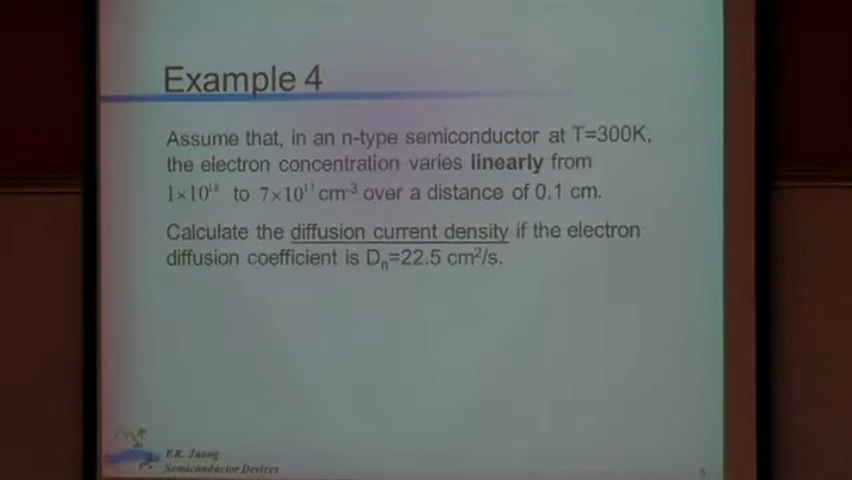 Example 4
Assume that, in an n-type semiconductor at T=300K,
the electron concentration varies linearly from
1×10¹⁸ to 7×10¹⁷ cm⁻³ over a distance of 0.1 cm.
Calculate the diffusion current density if the electron
diffusion coefficient is Dₙ=22.5 cm²/s.
F.R. Juang
Semiconductor Devices